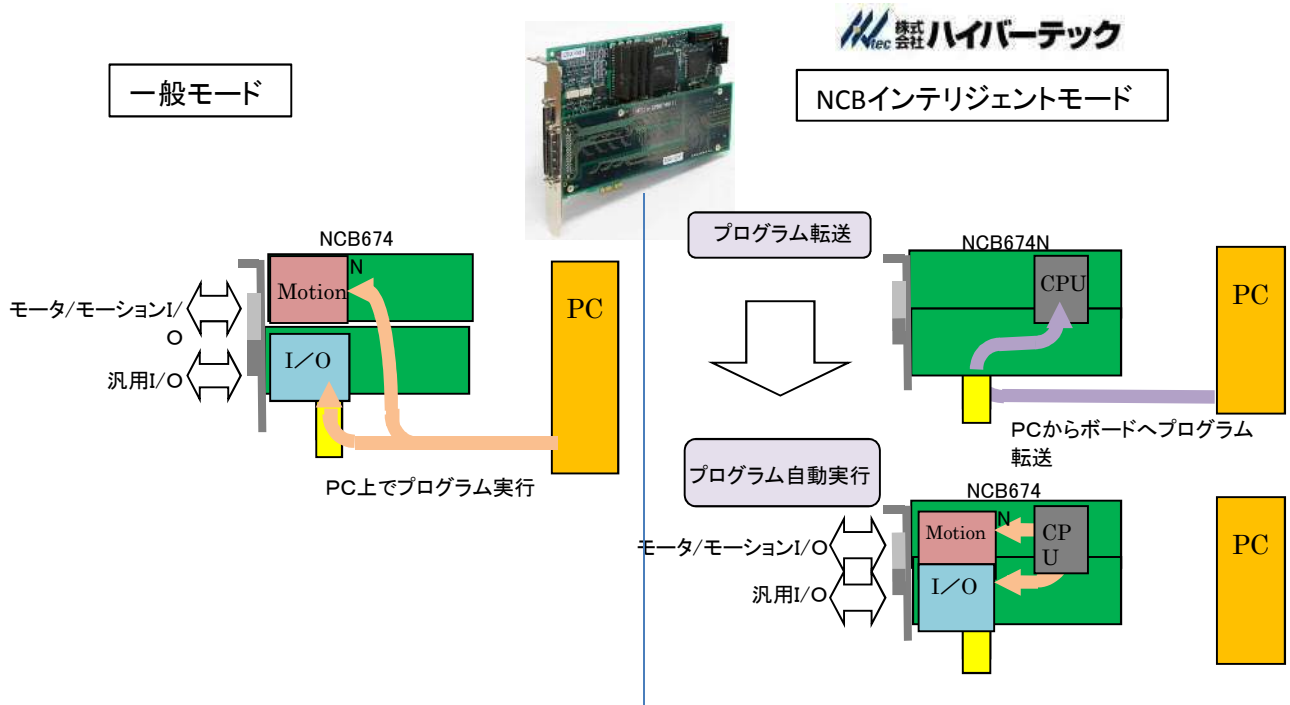 Mtec 株式会社 ハイバーテック
一般モード
NCBインテリジェントモード
NCB674
N
Motion
モータ/モーションI/
O
I／O
汎用I/O
PC
PC上でプログラム実行
プログラム転送
NCB674N
CPU
PC
PCからボードへプログラム
転送
プログラム自動実行
NCB674
N
Motion
CP
U
モータ/モーションI/O
I／O
汎用I/O
PC